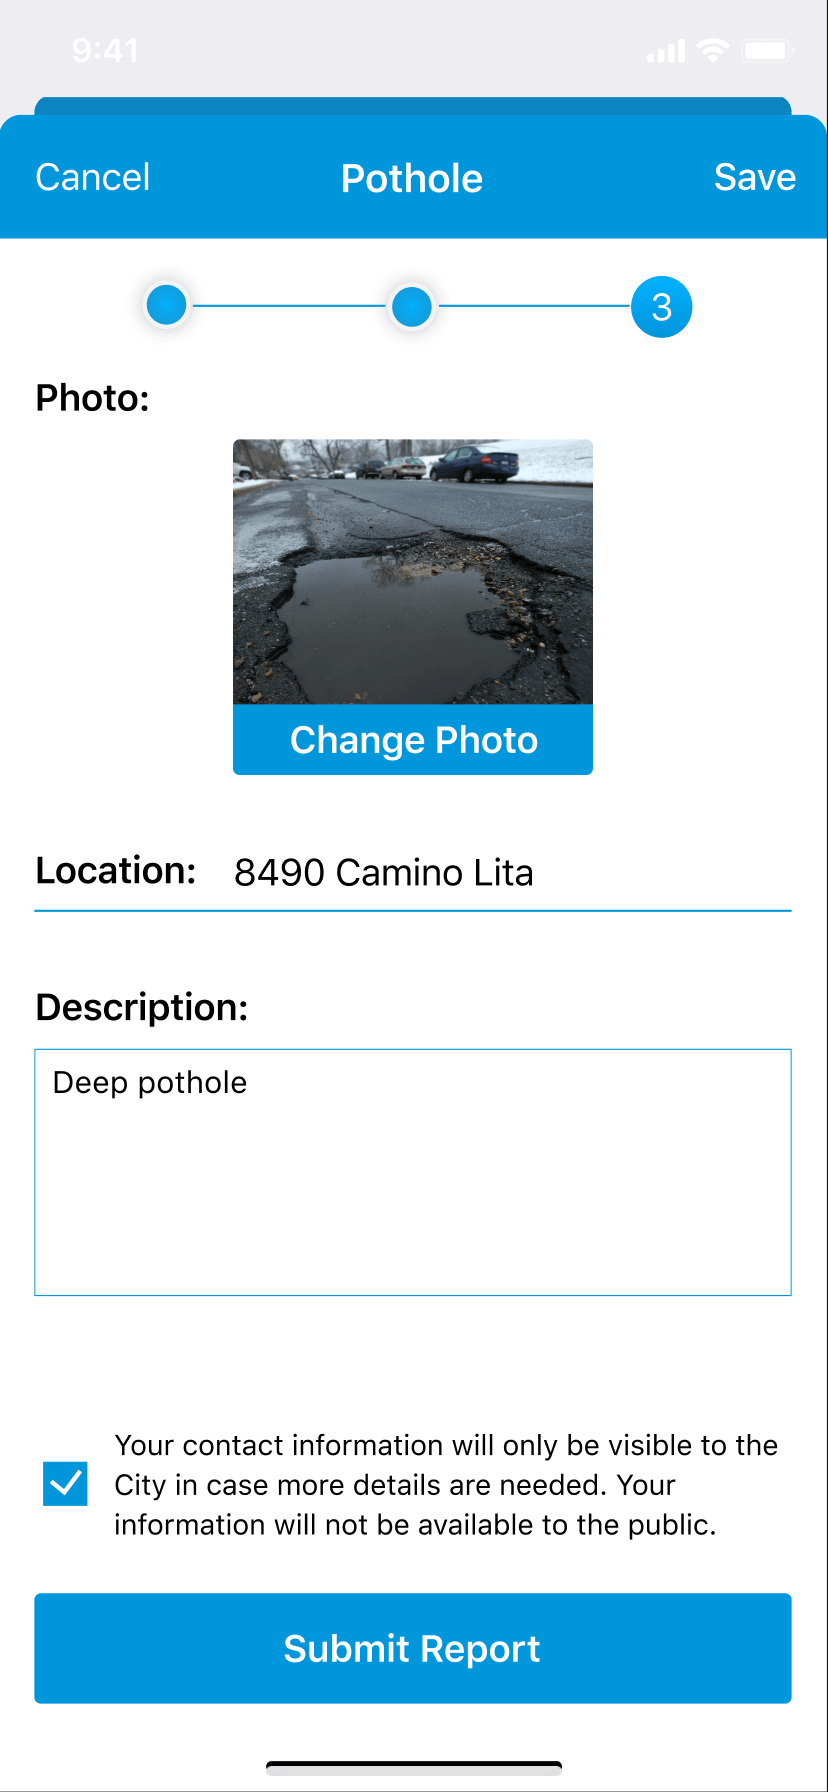 9:41
Cancel
Pothole
Save
3
Photo:
Change Photo
Location:
8490 Camino Lita
Description:
Deep pothole
Your contact information will only be visible to the
City in case more details are needed. Your
information will not be available to the public.
Submit Report